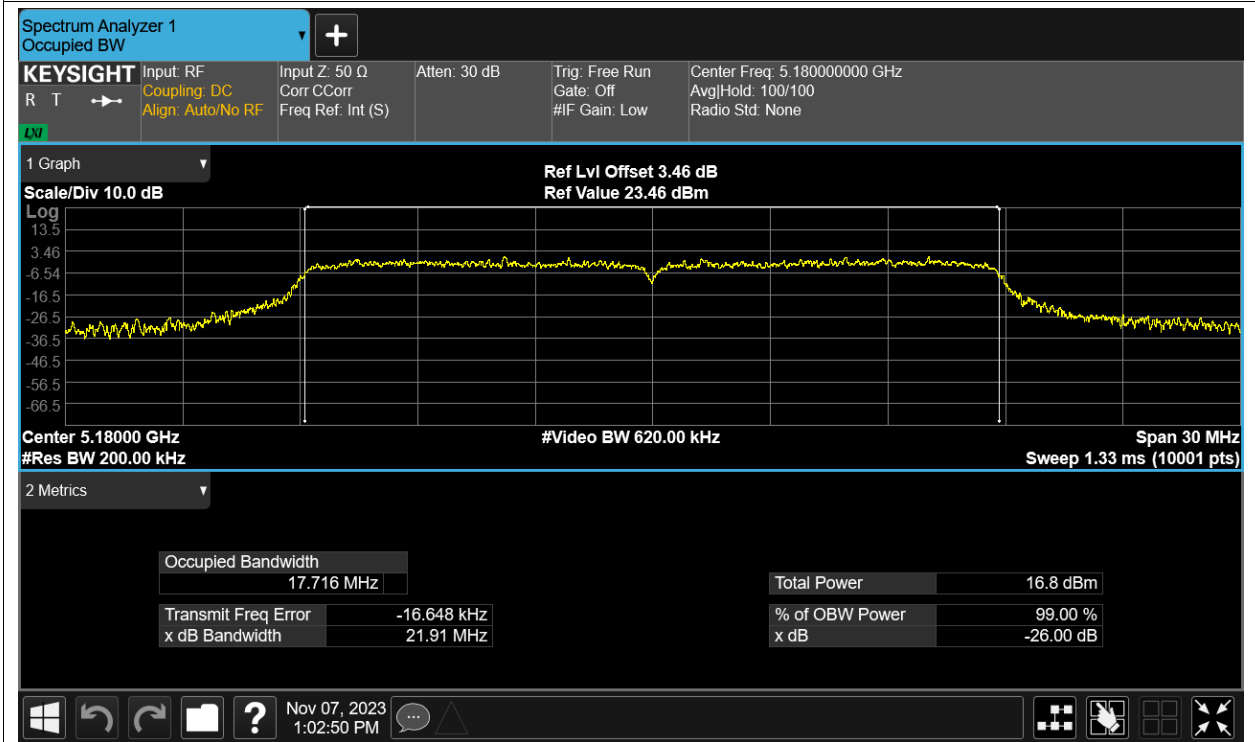 Spectrum Analyzer 1
Occupied BW
KEYSIGHT
R T
LXI
Input: RF
Coupling: DC
Align: Auto/No RF
Input Z: 50 Ω
Corr CCorr
Freq Ref: Int (S)
Atten: 30 dB
Trig: Free Run
Gate: Off
#IF Gain: Low
Center Freq: 5.180000000 GHz
Avg|Hold: 100/100
Radio Std: None
1 Graph
Scale/Div 10.0 dB
Ref Lvl Offset 3.46 dB
Ref Value 23.46 dBm
Log
13.5
3.46
-6.54
-16.5
-26.5
-36.5
-46.5
-56.5
-66.5
Center 5.18000 GHz
#Video BW 620.00 kHz
Span 30 MHz
#Res BW 200.00 kHz
Sweep 1.33 ms (10001 pts)
2 Metrics
Occupied Bandwidth
17.716 MHz
Total Power 16.8 dBm
Transmit Freq Error -16.648 kHz
% of OBW Power 99.00 %
x dB Bandwidth 21.91 MHz
x dB -26.00 dB
?
Nov 07, 2023
1:02:50 PM